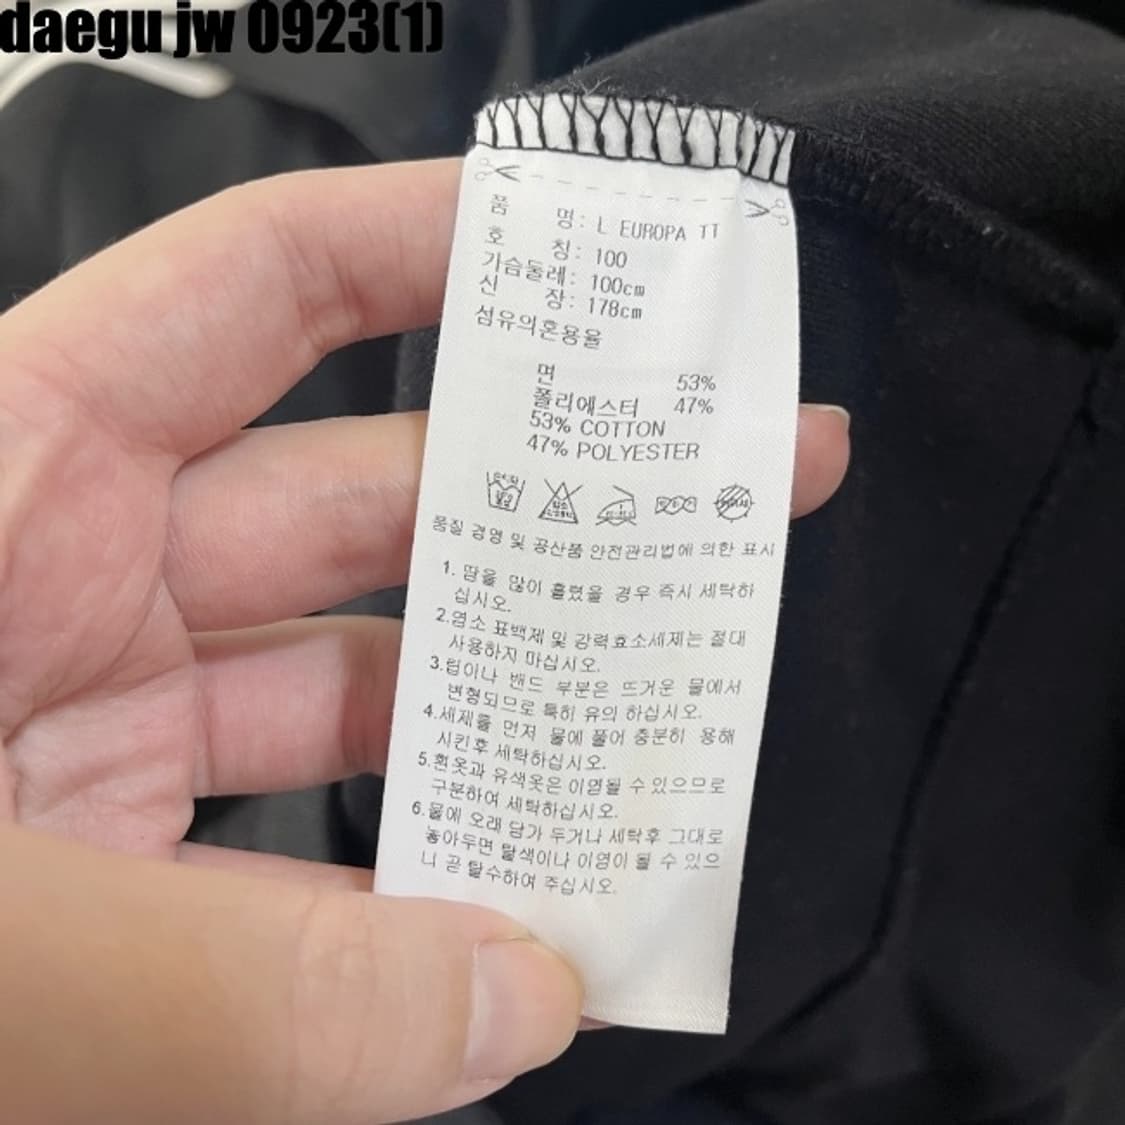 daegu jw 0923(1)
품 명: L EUROPA TT
호 칭: 100
가슴둘레: 100cm
신 장: 178cm
섬유의혼용율
면 53%
폴리에스터 47%
53% COTTON
47% POLYESTER
품질 경영 및 공산품 안전관리법에 의한 표시
1. 땀을 많이 흘렸을 경우 즉시 세탁하
십시오.
2.염소 표백제 및 강력효소세제는 절대
사용하지 마십시오.
3.립이나 밴드 부분은 뜨거운 물에서
변형되므로 특히 유의 하십시오.
4.세제를 먼저 물에 풀어 충분히 용해
시킨후 세탁하십시오.
5.흰옷과 유색옷은 이염될 수 있으므로
구분하여 세탁하십시오.
6.물에 오래 담가 두거나 세탁후 그대로
놓아두면 탈색이나 이염이 될 수 있으
니 곧 탈수하여 주십시오.